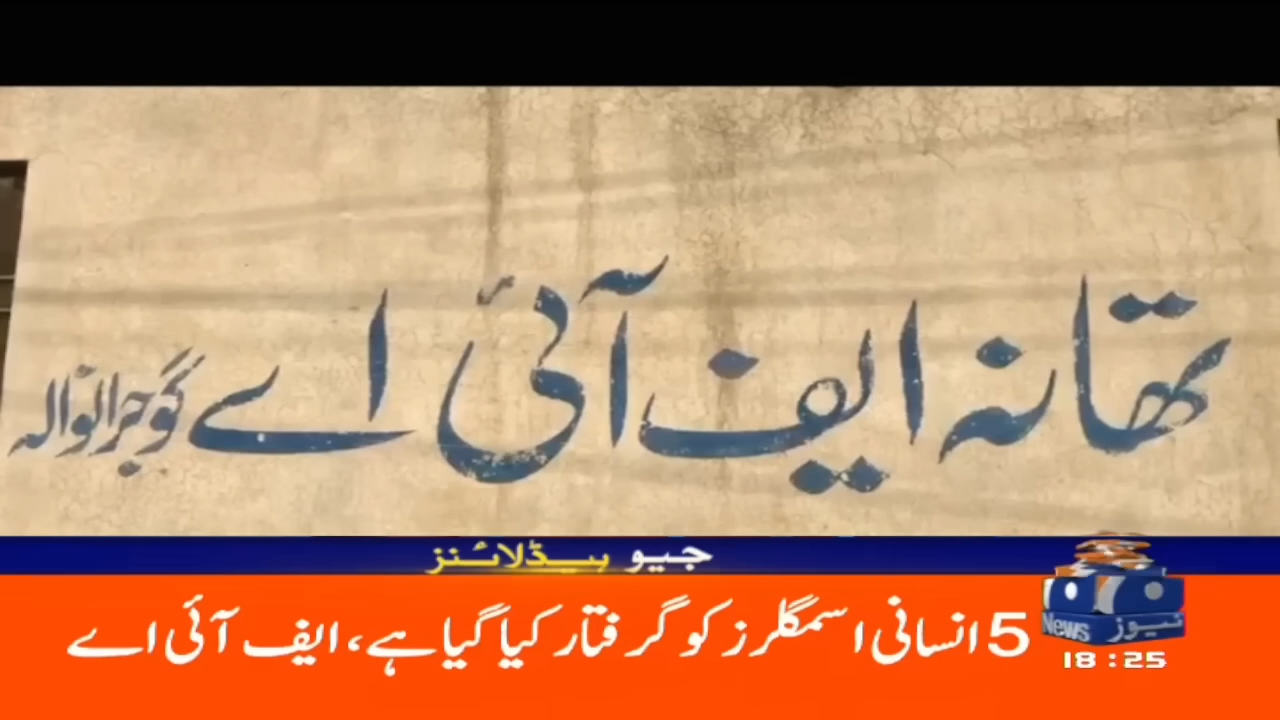 تھانہ ایف آئی اے گوجرانوالہ
جیو ہیڈلائنز
5 انسانی اسمگلرز کو گرفتار کیا گیا ہے، ایف آئی اے
News نیوز
18:25